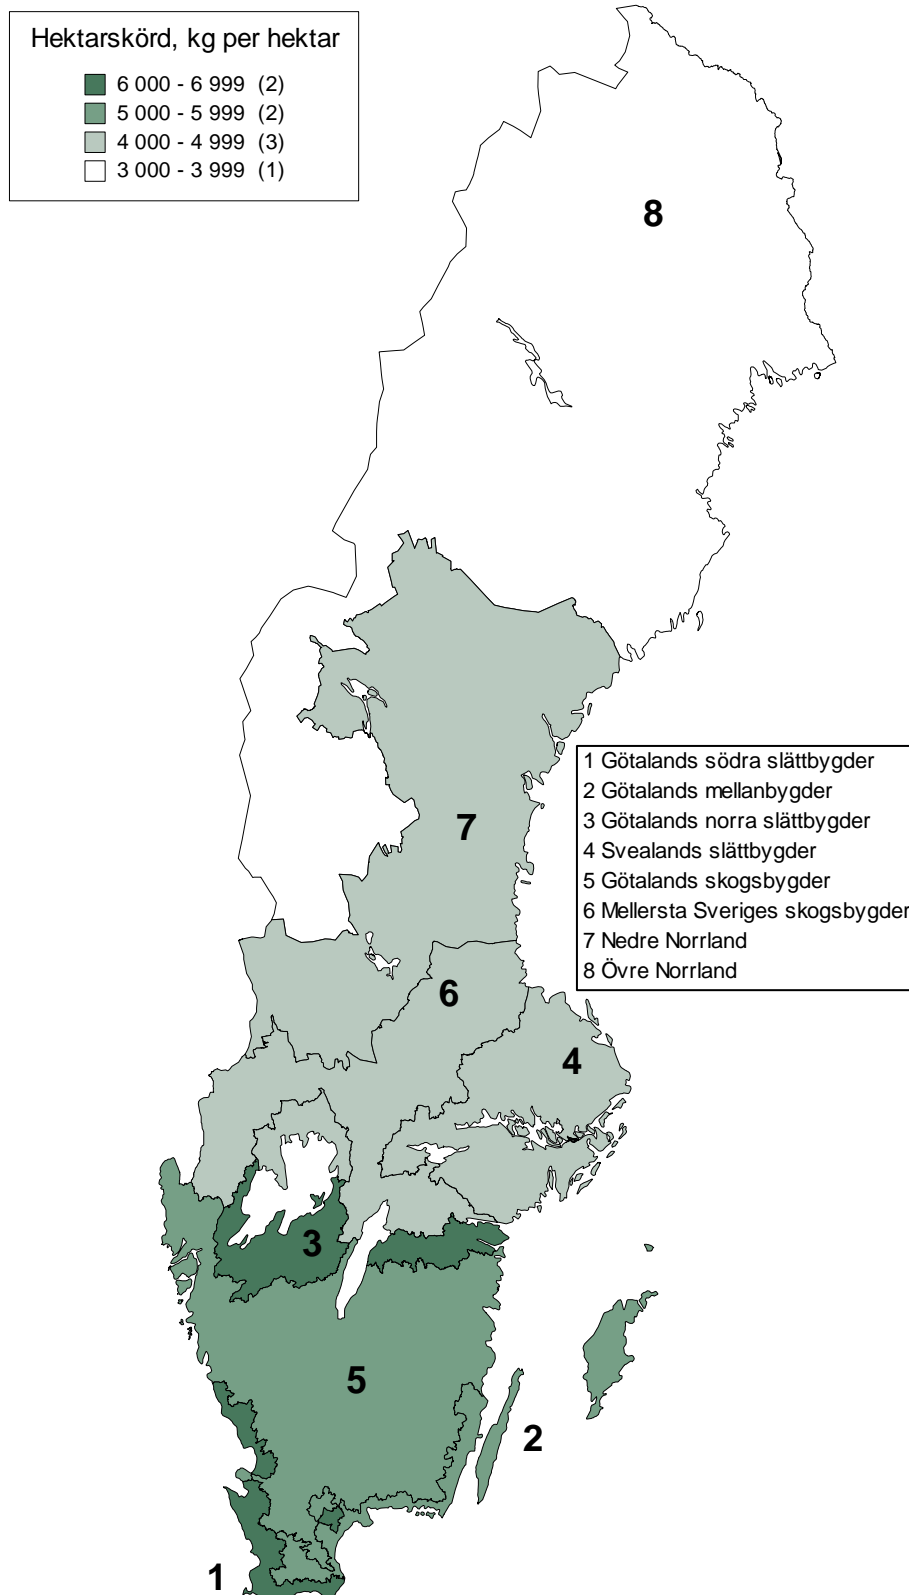 Hektarskörd, kg per hektar
6 000 - 6 999 (2)
5 000 - 5 999 (2)
4 000 - 4 999 (3)
3 000 - 3 999 (1)
8
1 Götalands södra slättbygder
2 Götalands mellanbygder
3 Götalands norra slättbygder
4 Svealands slättbygder
5 Götalands skogsbygder
6 Mellersta Sveriges skogsbygder
7 Nedre Norrland
8 Övre Norrland
7
6
4
3
5
2
1